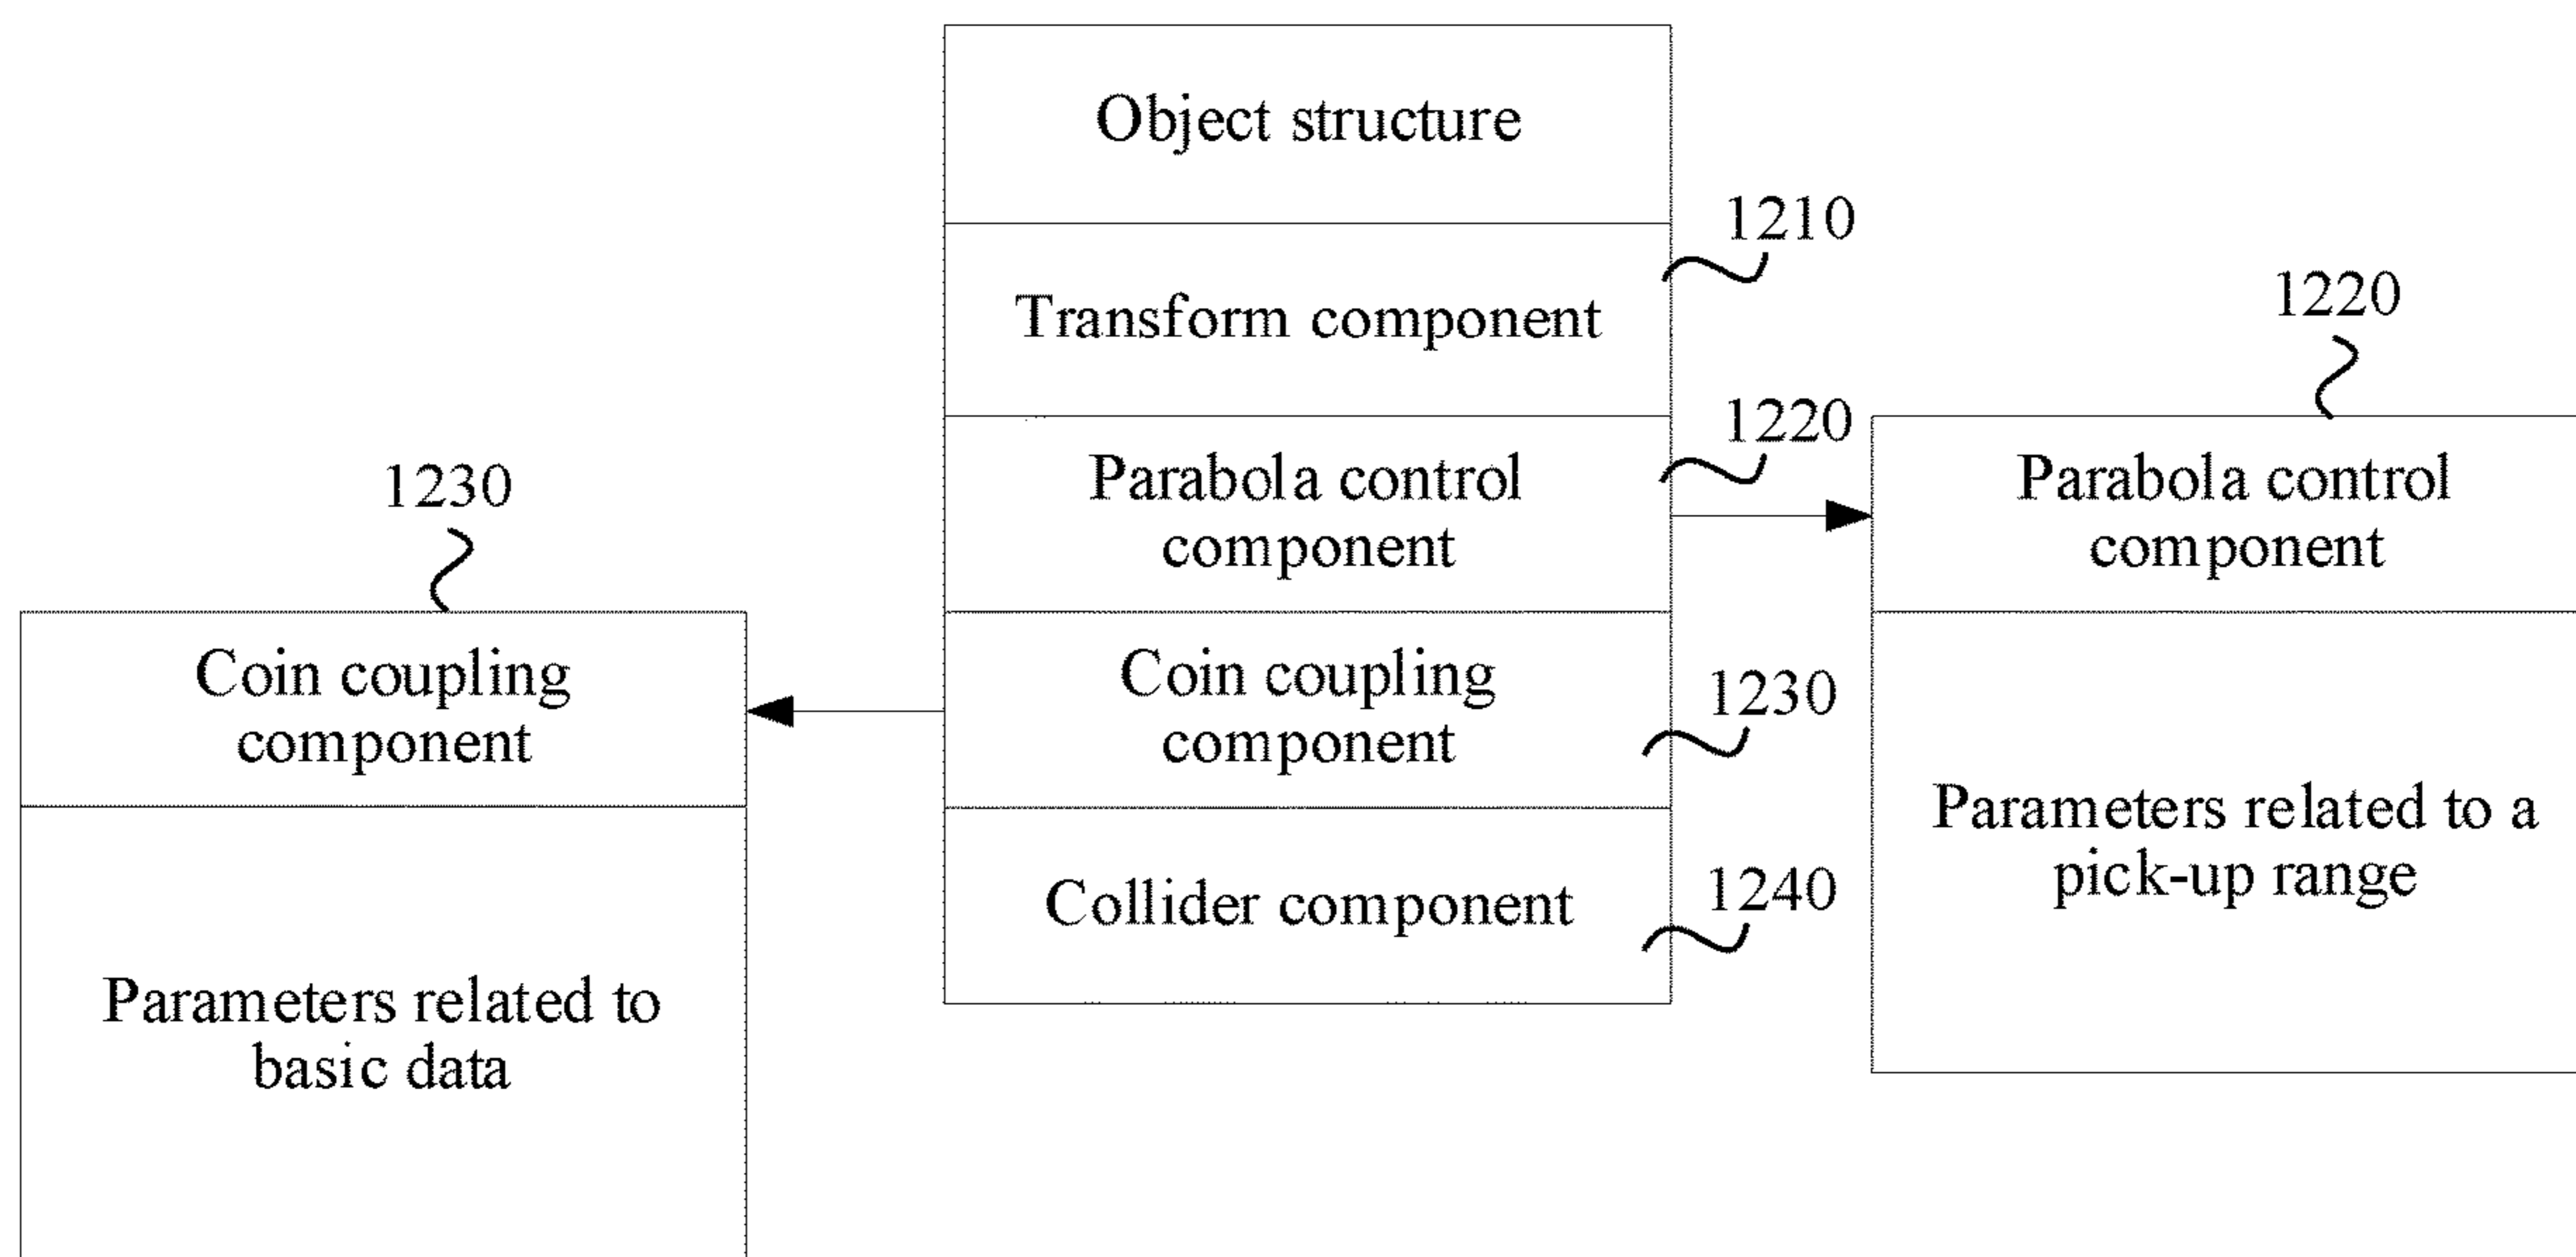 Object structure
1210
Transform component
1220
Parabola control
component
1230
Coin coupling
component
1240
Collider component
1220
Parabola control
component
Parameters related to a
pick-up range
1230
Coin coupling
component
Parameters related to
basic data